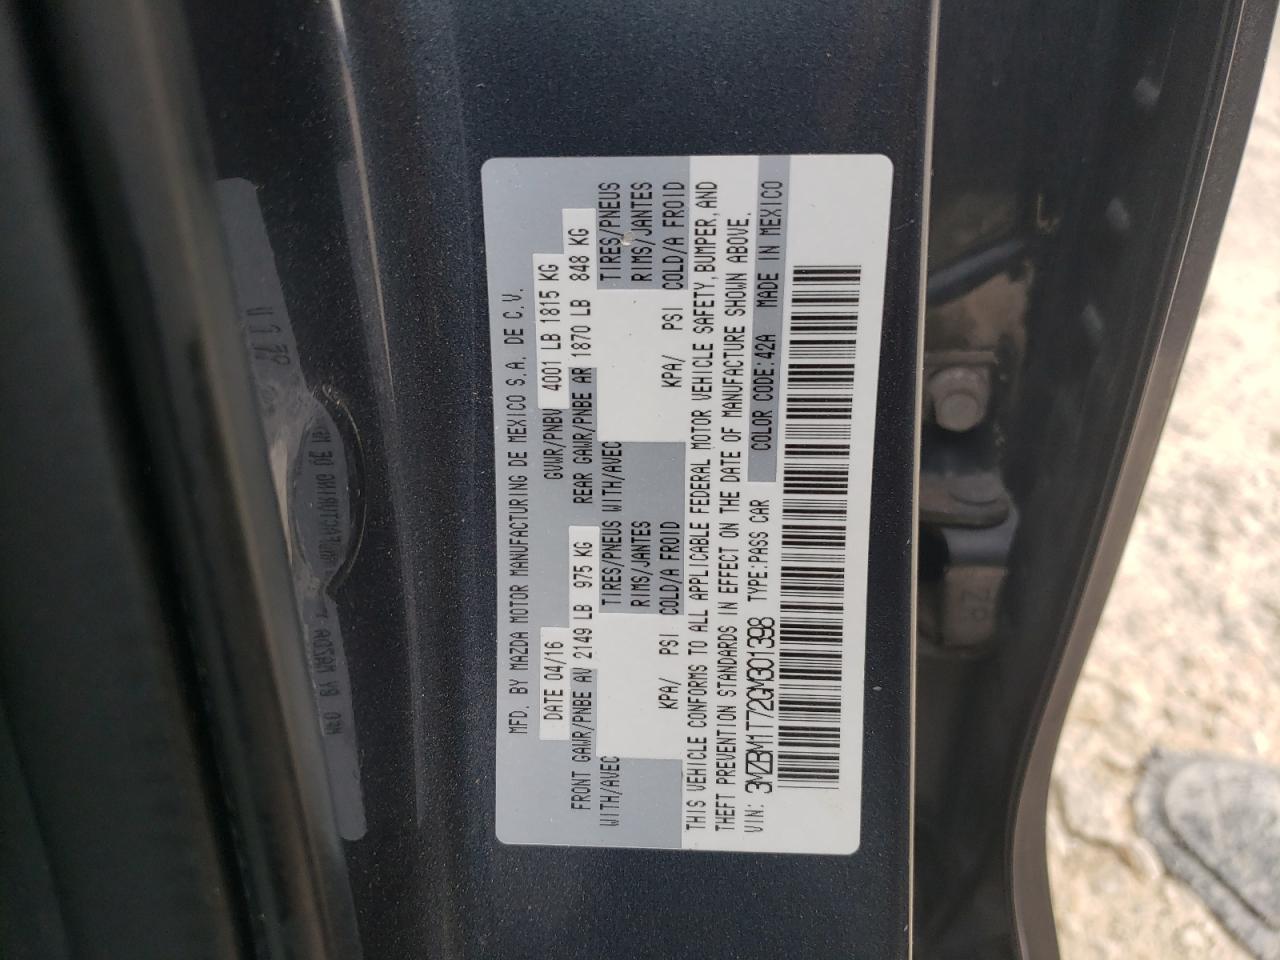 MFD. BY MAZDA MOTOR MANUFACTURING DE MEXICO S.A. DE C.V.
DATE 04/16 GVWR/PNBV 4001 LB 1815 KG
FRONT GAWR/PNBE AV 2149 LB 975 KG REAR GAWR/PNBE AR 1870 LB 848 KG
WITH/AVEC TIRES/PNEUS WITH/AVEC TIRES/PNEUS
RIMS/JANTES RIMS/JANTES
KPA/ PSI COLD/A FROID KPA/ PSI COLD/A FROID
THIS VEHICLE CONFORMS TO ALL APPLICABLE FEDERAL MOTOR VEHICLE SAFETY, BUMPER, AND
THEFT PREVENTION STANDARDS IN EFFECT ON THE DATE OF MANUFACTURE SHOWN ABOVE.
VIN: 3MZBM1T72GM301398 TYPE:PASS CAR COLOR CODE:42A MADE IN MEXICO